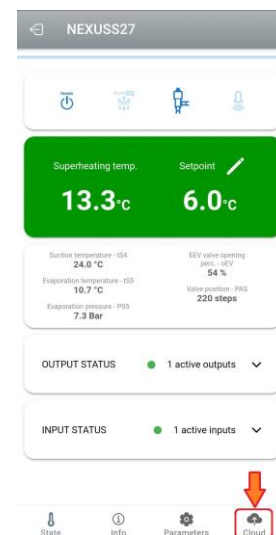 NEXUSS27
Superheating temp.
13.3°C
Setpoint
6.0°C
Suction temperature - tS4
24.0 °C
Evaporation temperature - tS5
10.7 °C
Evaporation pressure - PS5
7.3 Bar
EEV valve opening
perc. - oEV
54 %
Valve position - PAS
220 steps
OUTPUT STATUS
1 active outputs
INPUT STATUS
1 active inputs
State
Info
Parameters
Cloud